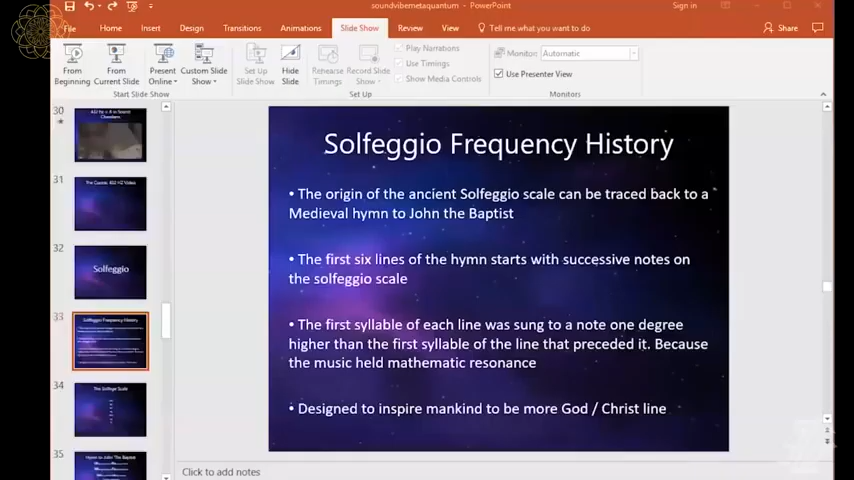 soundvibemetaquantum - PowerPoint
Sign in
File Home Insert Design Transitions Animations Slide Show Review View Tell me what you want to do Share
From Beginning
From Current Slide
Present Online
Custom Slide Show
Set Up Slide Show
Hide Slide
Rehearse Timings
Record Slide Show
Play Narrations
Use Timings
Show Media Controls
Monitor: Automatic
Use Presenter View
Start Slide Show
Set Up
Monitors
30
31
The Cosmic 432 HZ Video
32
Solfeggio
33
Solfeggio Frequency History
34
The Solfege Scale
35
Hymn to John The Baptist
Solfeggio Frequency History
• The origin of the ancient Solfeggio scale can be traced back to a
Medieval hymn to John the Baptist
• The first six lines of the hymn starts with successive notes on
the solfeggio scale
• The first syllable of each line was sung to a note one degree
higher than the first syllable of the line that preceded it. Because
the music held mathematic resonance
• Designed to inspire mankind to be more God / Christ line
Click to add notes